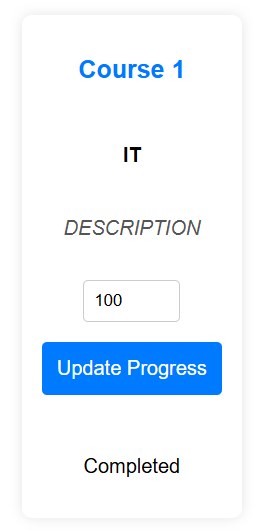 Course 1
IT
DESCRIPTION
100
Update Progress
Completed